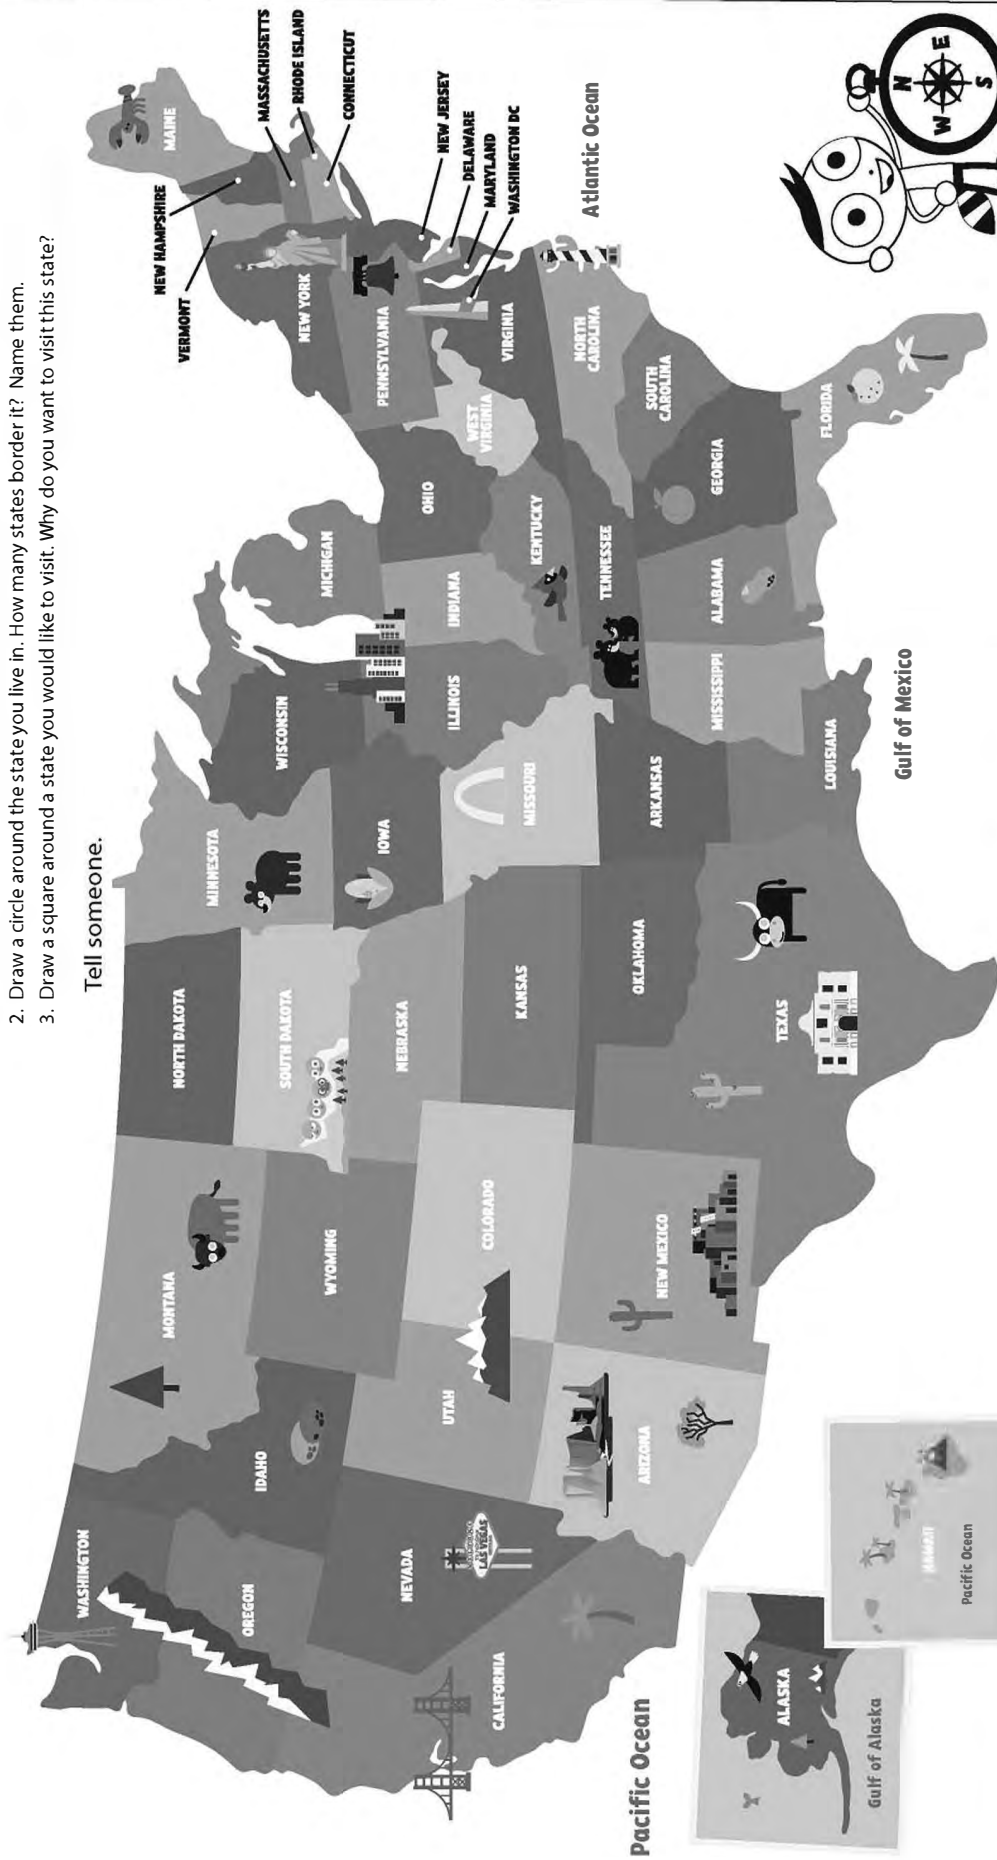 2. Draw a circle around the state you live in. How many states border it? Name them.
3. Draw a square around a state you would like to visit. Why do you want to visit this state?
Tell someone.
WASHINGTON
OREGON
CALIFORNIA
NEVADA
IDAHO
MONTANA
WYOMING
UTAH
COLORADO
ARIZONA
NEW MEXICO
NORTH DAKOTA
SOUTH DAKOTA
NEBRASKA
KANSAS
OKLAHOMA
TEXAS
MINNESOTA
IOWA
MISSOURI
ARKANSAS
LOUISIANA
WISCONSIN
ILLINOIS
MICHIGAN
INDIANA
OHIO
KENTUCKY
TENNESSEE
MISSISSIPPI
ALABAMA
GEORGIA
FLORIDA
SOUTH
CAROLINA
NORTH
CAROLINA
VIRGINIA
WEST
VIRGINIA
PENNSYLVANIA
NEW YORK
VERMONT
NEW HAMPSHIRE
MAINE
MASSACHUSETTS
RHODE ISLAND
CONNECTICUT
NEW JERSEY
DELAWARE
MARYLAND
WASHINGTON DC
LAS VEGAS
Atlantic Ocean
Gulf of Mexico
Pacific Ocean
ALASKA
Gulf of Alaska
HAWAII
Pacific Ocean
N
W E
S